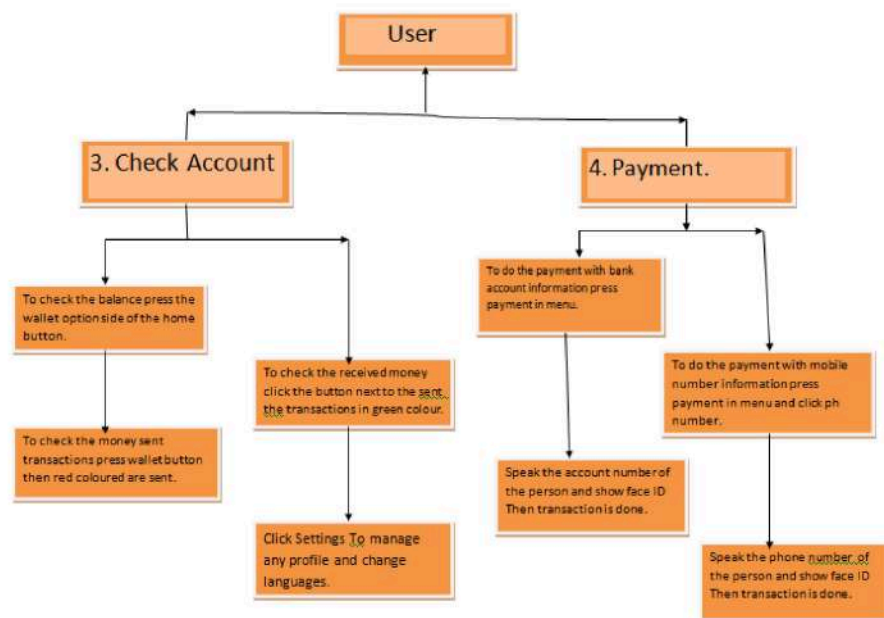 User
3. Check Account
4. Payment.
To check the balance press the
wallet option side of the home
button.
To check the money sent
transactions press wallet button
then red coloured are sent.
To check the received money
click the button next to the sent
the transactions in green colour.
Click Settings To manage
any profile and change
languages.
To do the payment with bank
account information press
payment in menu.
Speak the account number of
the person and show face ID
Then transaction is done.
To do the payment with mobile
number information press
payment in menu and click ph
number.
Speak the phone number of
the person and show face ID
Then transaction is done.